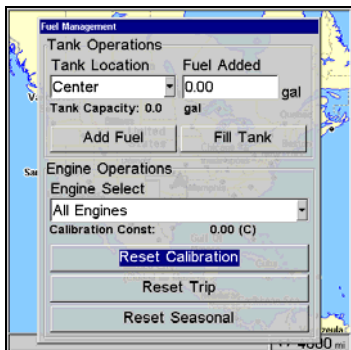 Fuel Management
Tank Operations
Tank Location Fuel Added
Center 0.00 gal
Tank Capacity: 0.0 gal
Add Fuel Fill Tank
Engine Operations
Engine Select
All Engines
Calibration Const: 0.00 (C)
Reset Calibration
Reset Trip
Reset Seasonal
mi